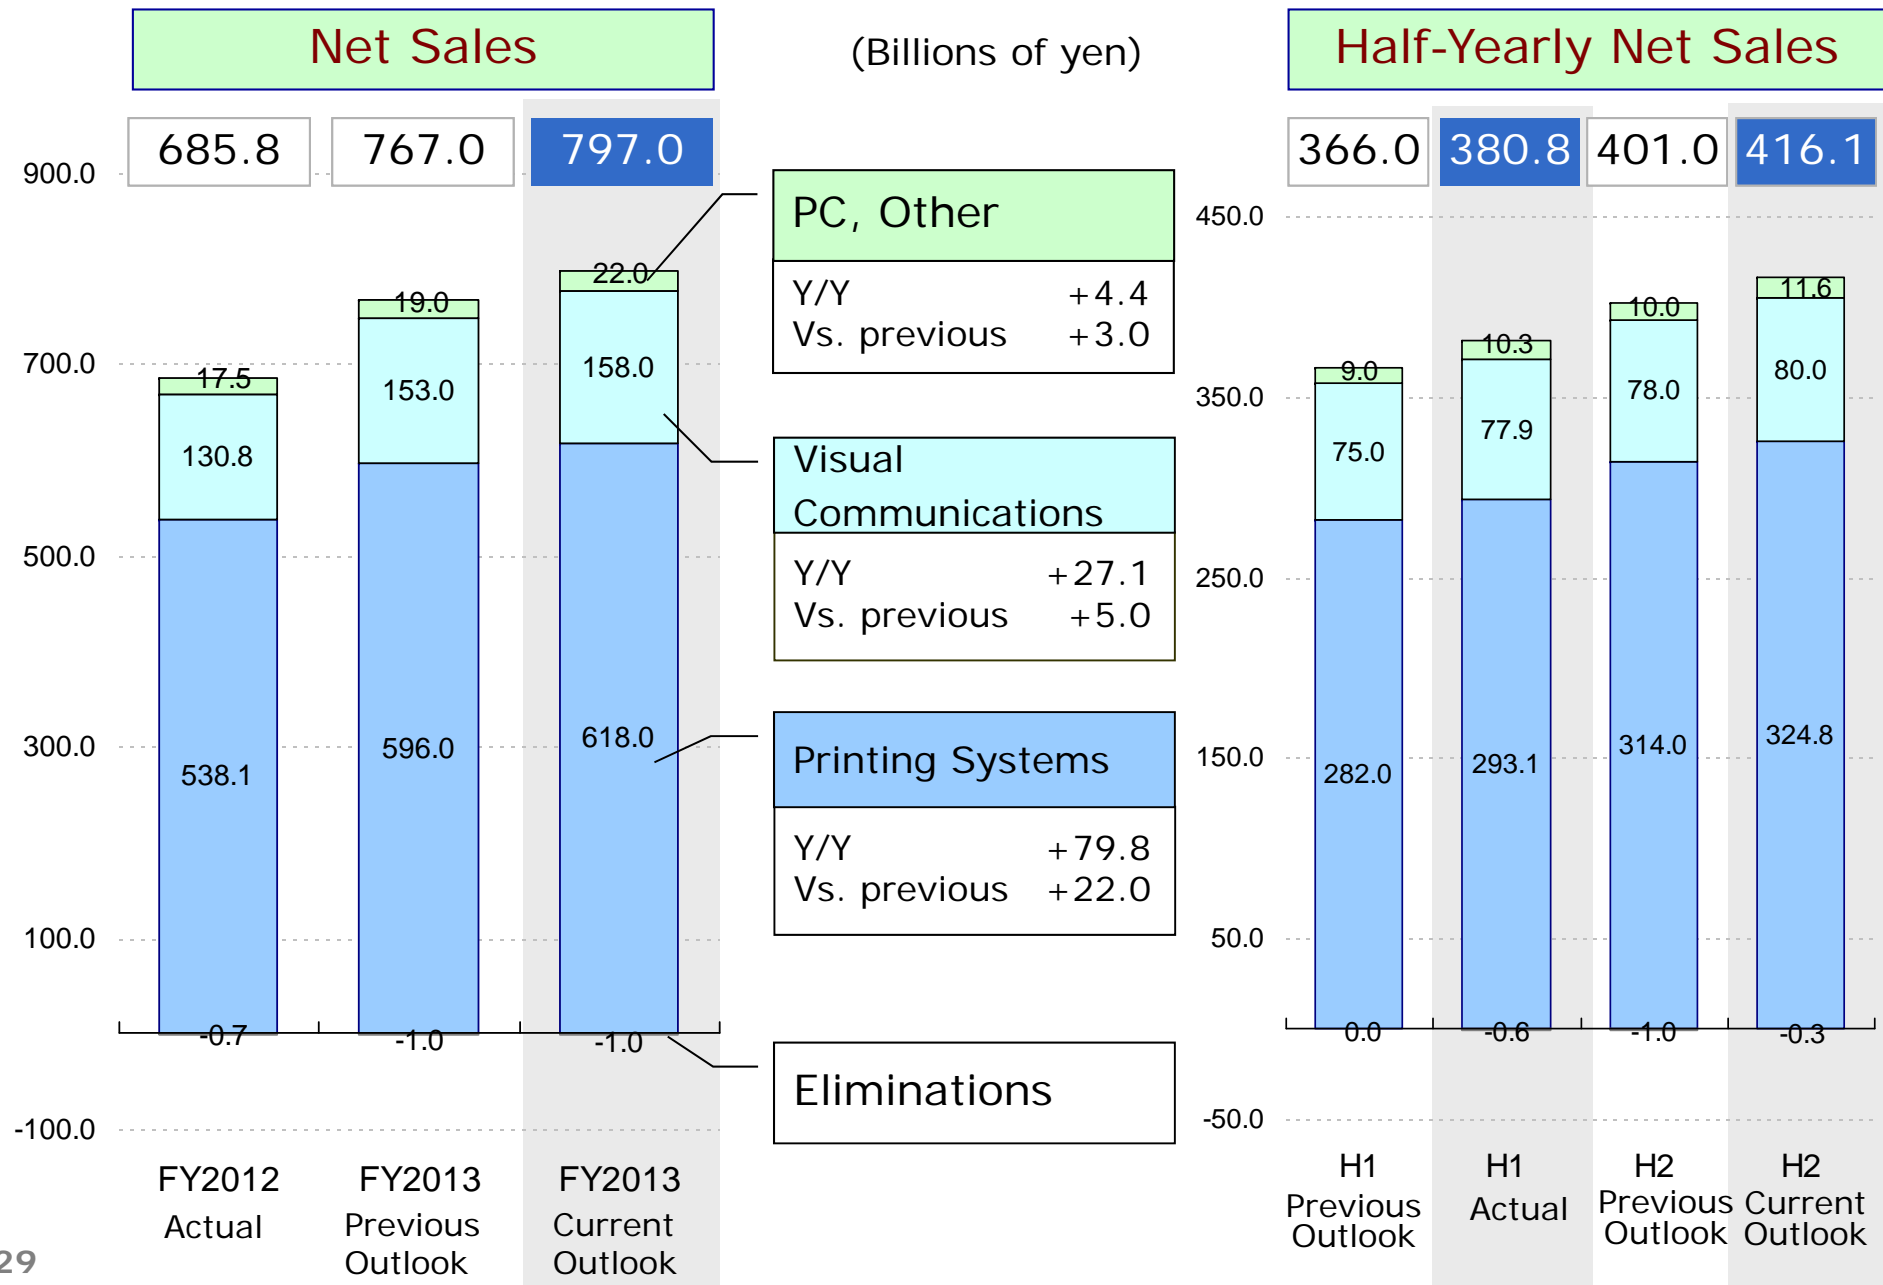 Net Sales
(Billions of yen)
Half-Yearly Net Sales
685.8
767.0
797.0
366.0
380.8
401.0
416.1
900.0
700.0
500.0
300.0
100.0
-100.0
17.5
130.8
538.1
-0.7
19.0
153.0
596.0
-1.0
22.0
158.0
618.0
-1.0
FY2012
Actual
FY2013
Previous
Outlook
FY2013
Current
Outlook
PC, Other
Y/Y +4.4
Vs. previous +3.0
Visual
Communications
Y/Y +27.1
Vs. previous +5.0
Printing Systems
Y/Y +79.8
Vs. previous +22.0
Eliminations
450.0
350.0
250.0
150.0
50.0
-50.0
9.0
75.0
282.0
0.0
10.3
77.9
293.1
-0.6
10.0
78.0
314.0
-1.0
11.6
80.0
324.8
-0.3
H1
Previous
Outlook
H1
Actual
H2
Previous
Outlook
H2
Current
Outlook
29